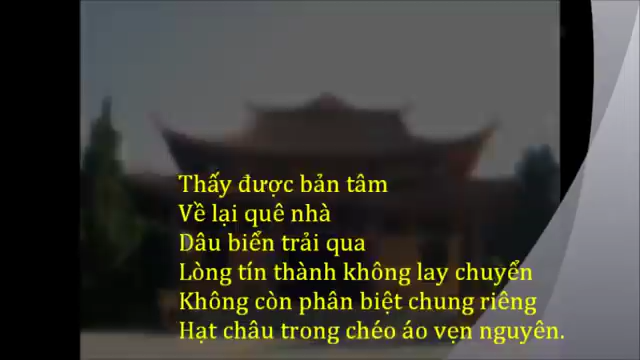 Thấy được bản tâm
Về lại quê nhà
Dâu biển trải qua
Lòng tín thành không lay chuyển
Không còn phân biệt chung riêng
Hạt châu trong chéo áo vẹn nguyên.